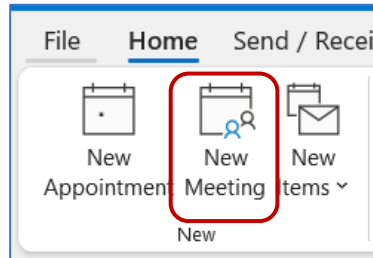 File Home Send / Recei
New New New
Appointment Meeting Items
New